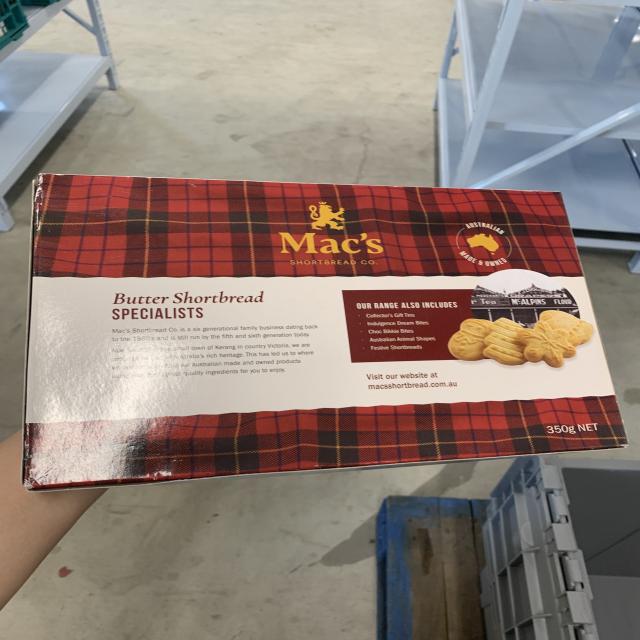 Mac's
SHORTBREAD CO.
AUSTRALIAN
MADE & OWNED
Butter Shortbread
SPECIALISTS
Mac's Shortbread Co. is a six generational family business dating back
to the 1880's and is still run by the fifth and sixth generation today.
small town of Kerang in country Victoria, we are
rich heritage. This has led us to where
our Australian made and owned products
quality ingredients for you to enjoy.
OUR RANGE ALSO INCLUDES
· Collector's Gift Tins
· Indulgence Dream Bites
· Choc Bikkie Bites
· Australian Animal Shapes
· Festive Shortbreads
Tea
McALPINS FLOUR
Visit our website at
macsshortbread.com.au
350g NET